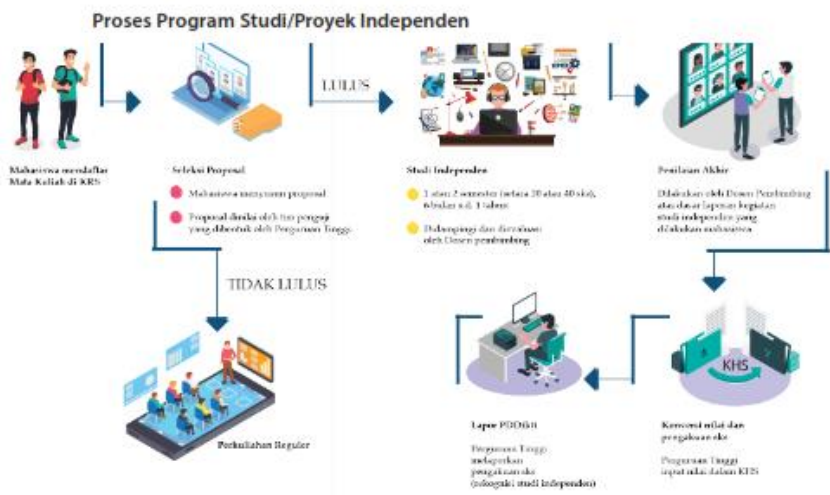 Proses Program Studi/Proyek Independen
LULUS
Mahasiswa mendaftar
Mata Kuliah di KRS
Seleksi Proposal
Mahasiswa menyusun proposal
Proposal dinilai oleh tim penguji
yang dibentuk oleh Perguruan Tinggi.
Studi Independen
1 atau 2 semester (setara 20 atau 40 sks),
6 bulan s.d. 1 tahun
Didampingi dan dievaluasi
oleh Dosen pembimbing
Penilaian Akhir
Dilakukan oleh Dosen Pembimbing
atas dasar laporan kegiatan
studi independen yang
dilakukan mahasiswa
TIDAK LULUS
Perkuliahan Reguler
KHS
Lapor PDDikti
Perguruan Tinggi
melaporkan
pengakuan sks
(rekognisi studi independen)
Konversi nilai dan
pengakuan sks
Perguruan Tinggi
input nilai dalam KHS